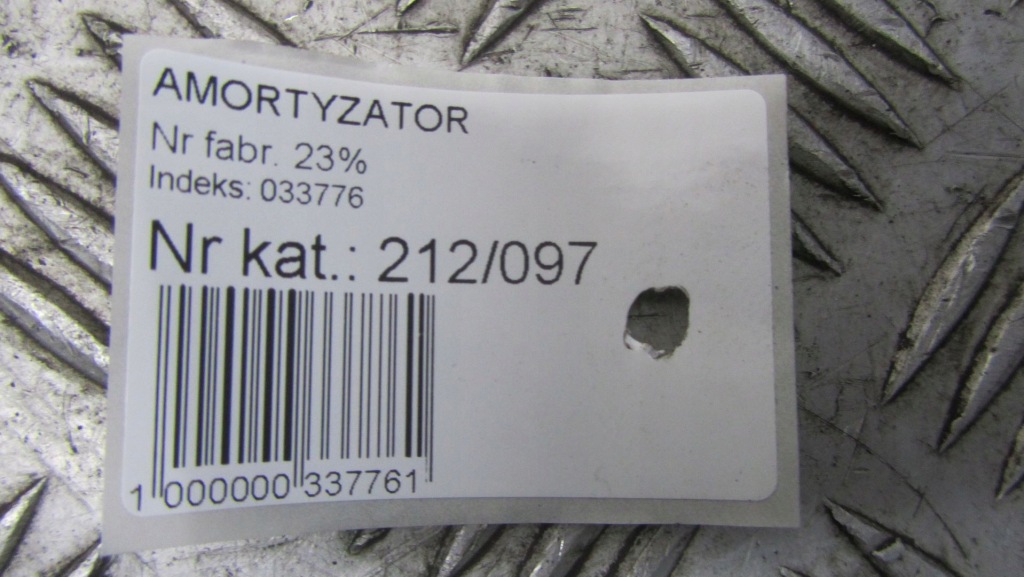 AMORTYZATOR
Nr fabr. 23%
Indeks: 033776
Nr kat.: 212/097
1 000000 337761